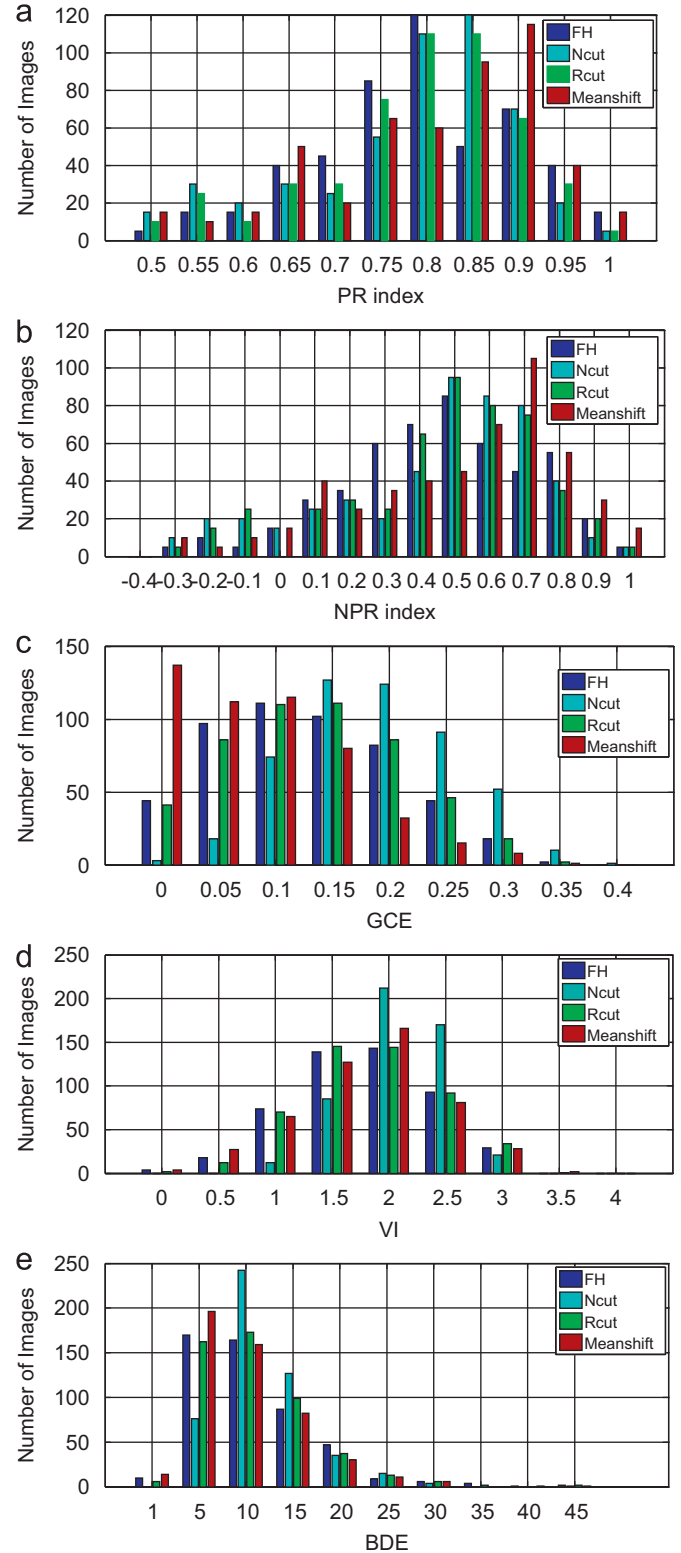 a
120
100
80
60
40
20
0
Number of Images
FH
Ncut
Rcut
Meanshift
0.5 0.55 0.6 0.65 0.7 0.75 0.8 0.85 0.9 0.95 1
PR index
b
120
100
80
60
40
20
0
Number of Images
FH
Ncut
Rcut
Meanshift
-0.4 -0.3 -0.2 -0.1 0 0.1 0.2 0.3 0.4 0.5 0.6 0.7 0.8 0.9 1
NPR index
c
150
100
50
0
Number of Images
FH
Ncut
Rcut
Meanshift
0 0.05 0.1 0.15 0.2 0.25 0.3 0.35 0.4
GCE
d
250
200
150
100
50
0
Number of Images
FH
Ncut
Rcut
Meanshift
0 0.5 1 1.5 2 2.5 3 3.5 4
VI
e
250
200
150
100
50
0
Number of Images
FH
Ncut
Rcut
Meanshift
1 5 10 15 20 25 30 35 40 45
BDE